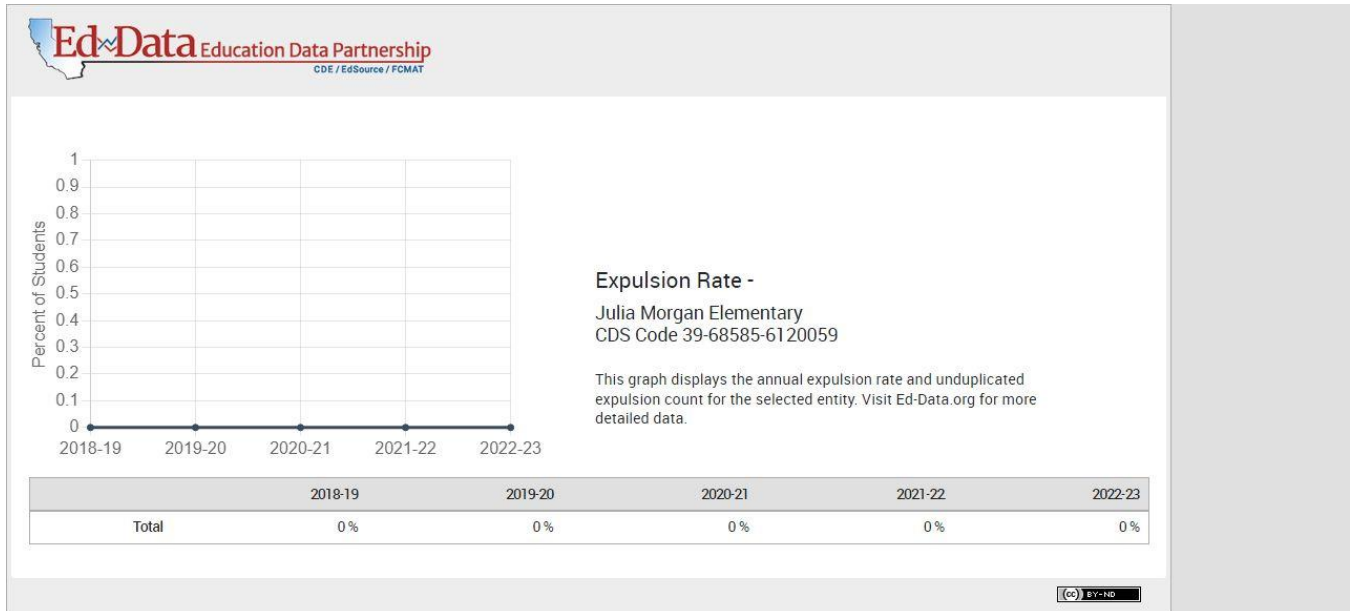 Ed Data Education Data Partnership
CDE / EdSource / FCMAT
1
0.9
0.8
0.7
0.6
0.5
0.4
0.3
0.2
0.1
0
Percent of Students
2018-19 2019-20 2020-21 2021-22 2022-23
Expulsion Rate -
Julia Morgan Elementary
CDS Code 39-68585-6120059
This graph displays the annual expulsion rate and unduplicated
expulsion count for the selected entity. Visit Ed-Data.org for more
detailed data.
2018-19 2019-20 2020-21 2021-22 2022-23
Total 0 % 0 % 0 % 0 % 0 %
(cc) BY-ND